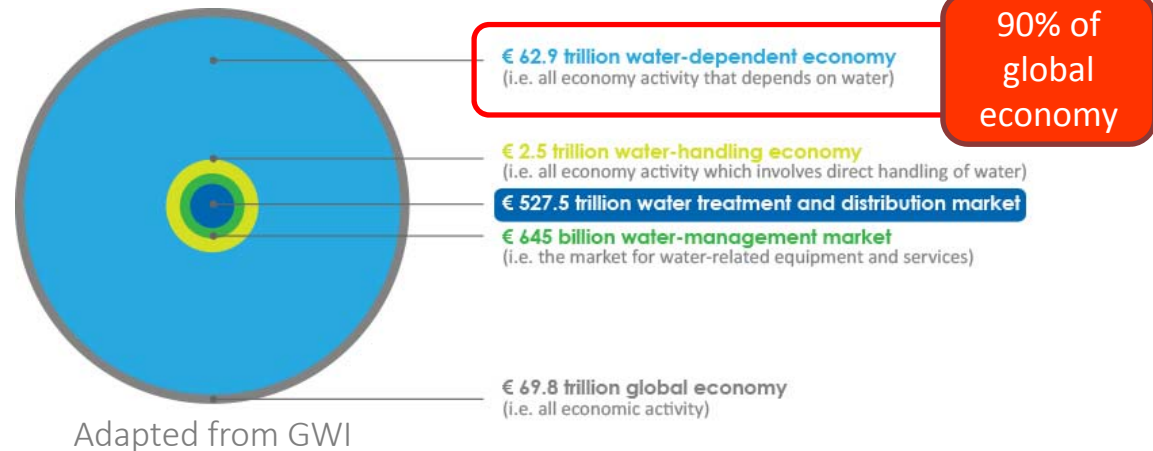 90% of
global
economy
€ 62.9 trillion water-dependent economy
(i.e. all economy activity that depends on water)
€ 2.5 trillion water-handling economy
(i.e. all economy activity which involves direct handling of water)
€ 527.5 trillion water treatment and distribution market
€ 645 billion water-management market
(i.e. the market for water-related equipment and services)
€ 69.8 trillion global economy
(i.e. all economic activity)
Adapted from GWI